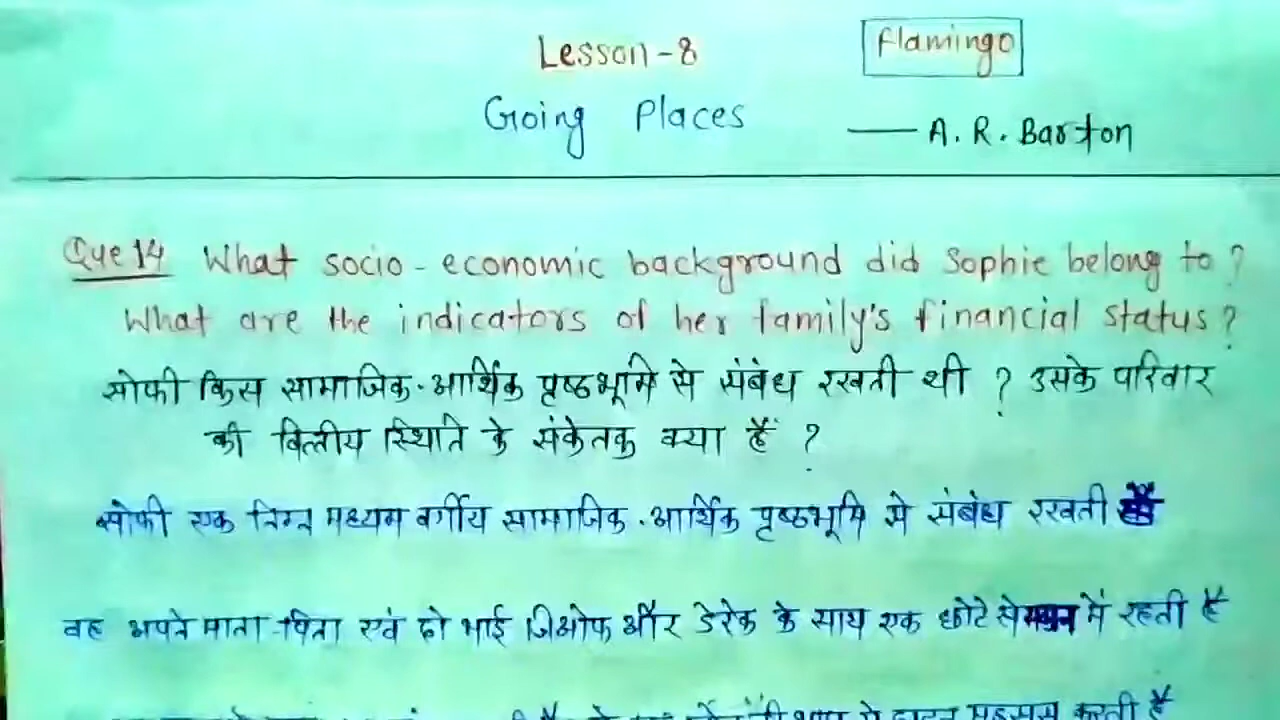 Lesson-8
Flamingo
Going Places
— A. R. Barton
Que 14 What socio-economic background did Sophie belong to?
What are the indicators of her family's financial status?
सोफी किस सामाजिक-आर्थिक पृष्ठभूमि से संबंध रखती थी ? उसके परिवार
की वित्तीय स्थिति के संकेतक क्या हैं ?
सोफी एक निम्न मध्यम वर्गीय सामाजिक-आर्थिक पृष्ठभूमि से संबंध रखती है
वह अपने माता-पिता एवं दो भाई जिओफ और डेरेक के साथ एक छोटे से मकान में रहती है
महसूस करती है